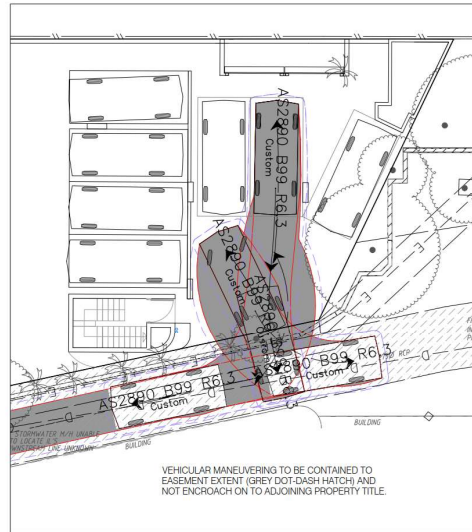 AS2890 B99 R6.3
Custom
AS2890 B99
Custom
AS2890 B99 R6.3
Custom
AS2890 B99 R6.3
Custom
RCP
STORMWATER M/H UNABLE
TO LOCATE IL'S
BUILDING
BUILDING
VEHICULAR MANEUVERING TO BE CONTAINED TO
EASEMENT EXTENT (GREY DOT-DASH HATCH) AND
NOT ENCROACH ON TO ADJOINING PROPERTY TITLE.